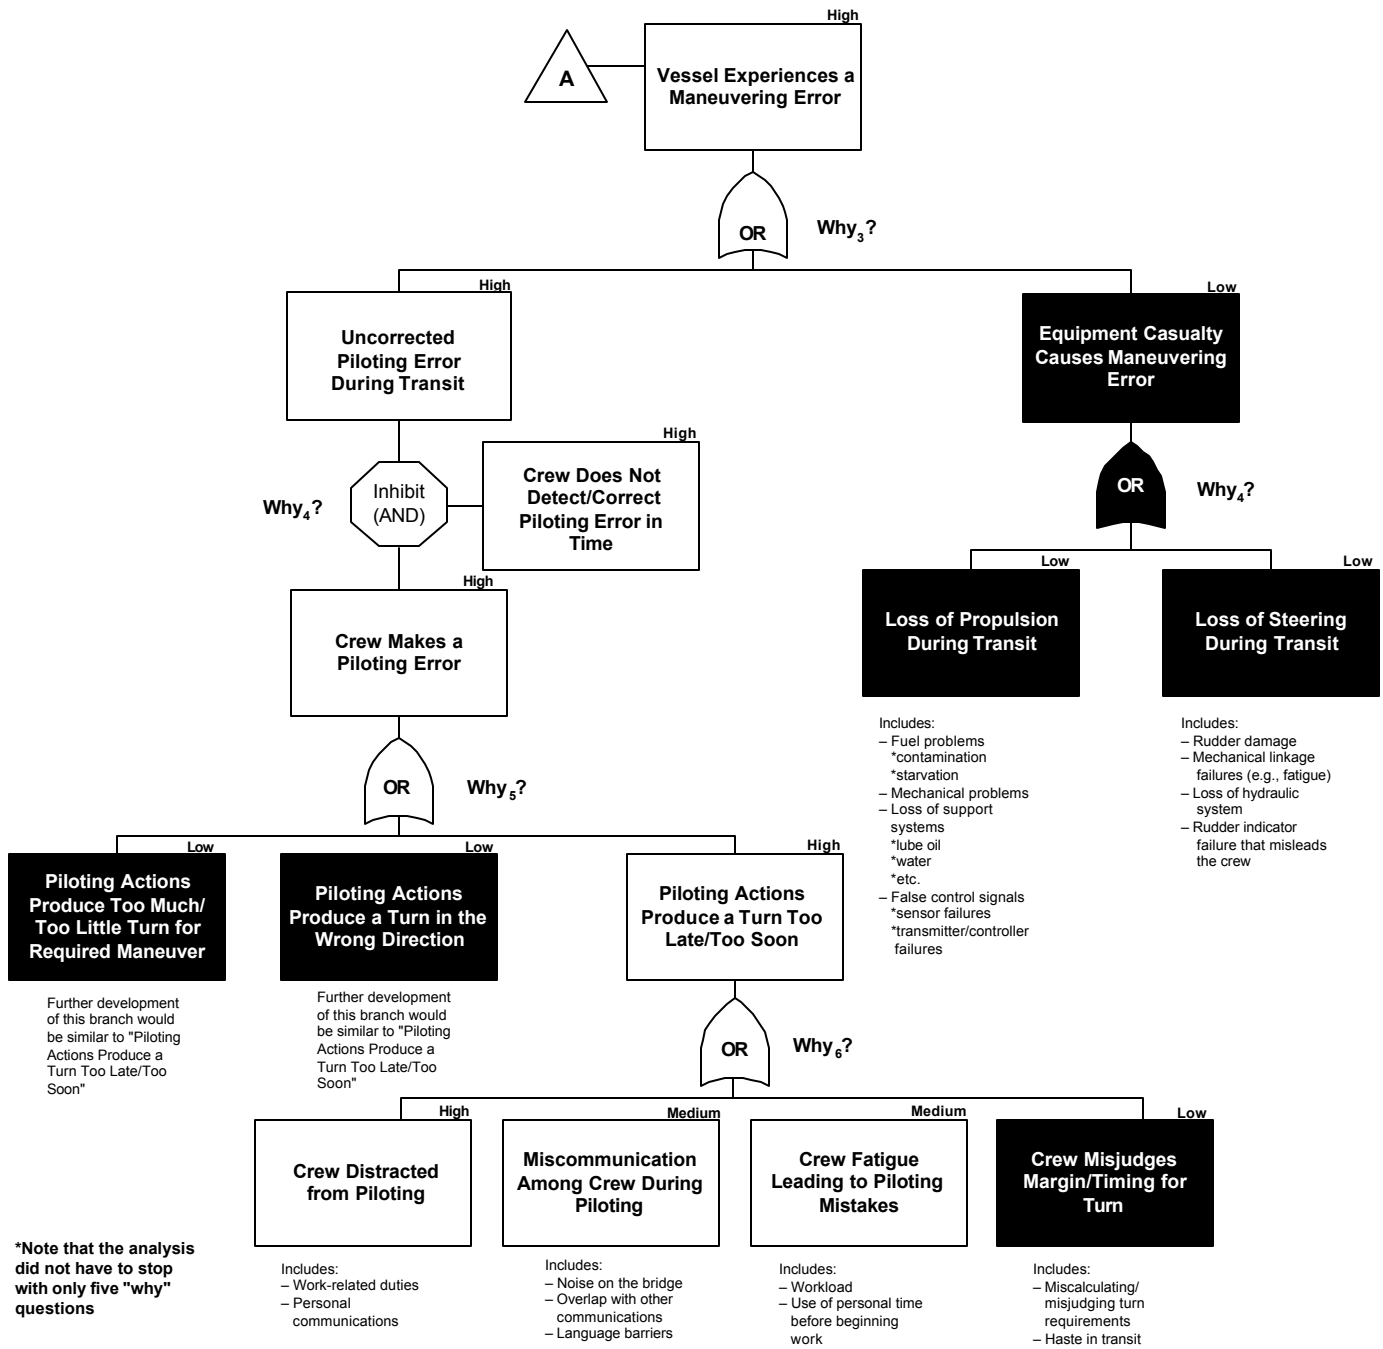 High
A
Vessel Experiences a
Maneuvering Error
OR
Why3?
High
Uncorrected
Piloting Error
During Transit
Low
Equipment Casualty
Causes Maneuvering
Error
Why4?
Inhibit
(AND)
High
Crew Does Not
Detect/Correct
Piloting Error in
Time
OR
Why4?
High
Crew Makes a
Piloting Error
Low
Loss of Propulsion
During Transit
Low
Loss of Steering
During Transit
Includes:
– Fuel problems
*contamination
*starvation
– Mechanical problems
– Loss of support
systems
*lube oil
*water
*etc.
– False control signals
*sensor failures
*transmitter/controller
failures
Includes:
– Rudder damage
– Mechanical linkage
failures (e.g., fatigue)
– Loss of hydraulic
system
– Rudder indicator
failure that misleads
the crew
OR
Why5?
Low
Piloting Actions
Produce Too Much/
Too Little Turn for
Required Maneuver
Low
Piloting Actions
Produce a Turn in the
Wrong Direction
High
Piloting Actions
Produce a Turn Too
Late/Too Soon
Further development
of this branch would
be similar to "Piloting
Actions Produce a
Turn Too Late/Too
Soon"
Further development
of this branch would
be similar to "Piloting
Actions Produce a
Turn Too Late/Too
Soon"
OR
Why6?
High
Crew Distracted
from Piloting
Medium
Miscommunication
Among Crew During
Piloting
Medium
Crew Fatigue
Leading to Piloting
Mistakes
Low
Crew Misjudges
Margin/Timing for
Turn
*Note that the analysis
did not have to stop
with only five "why"
questions
Includes:
– Work-related duties
– Personal
communications
Includes:
– Noise on the bridge
– Overlap with other
communications
– Language barriers
Includes:
– Workload
– Use of personal time
before beginning
work
Includes:
– Miscalculating/
misjudging turn
requirements
– Haste in transit